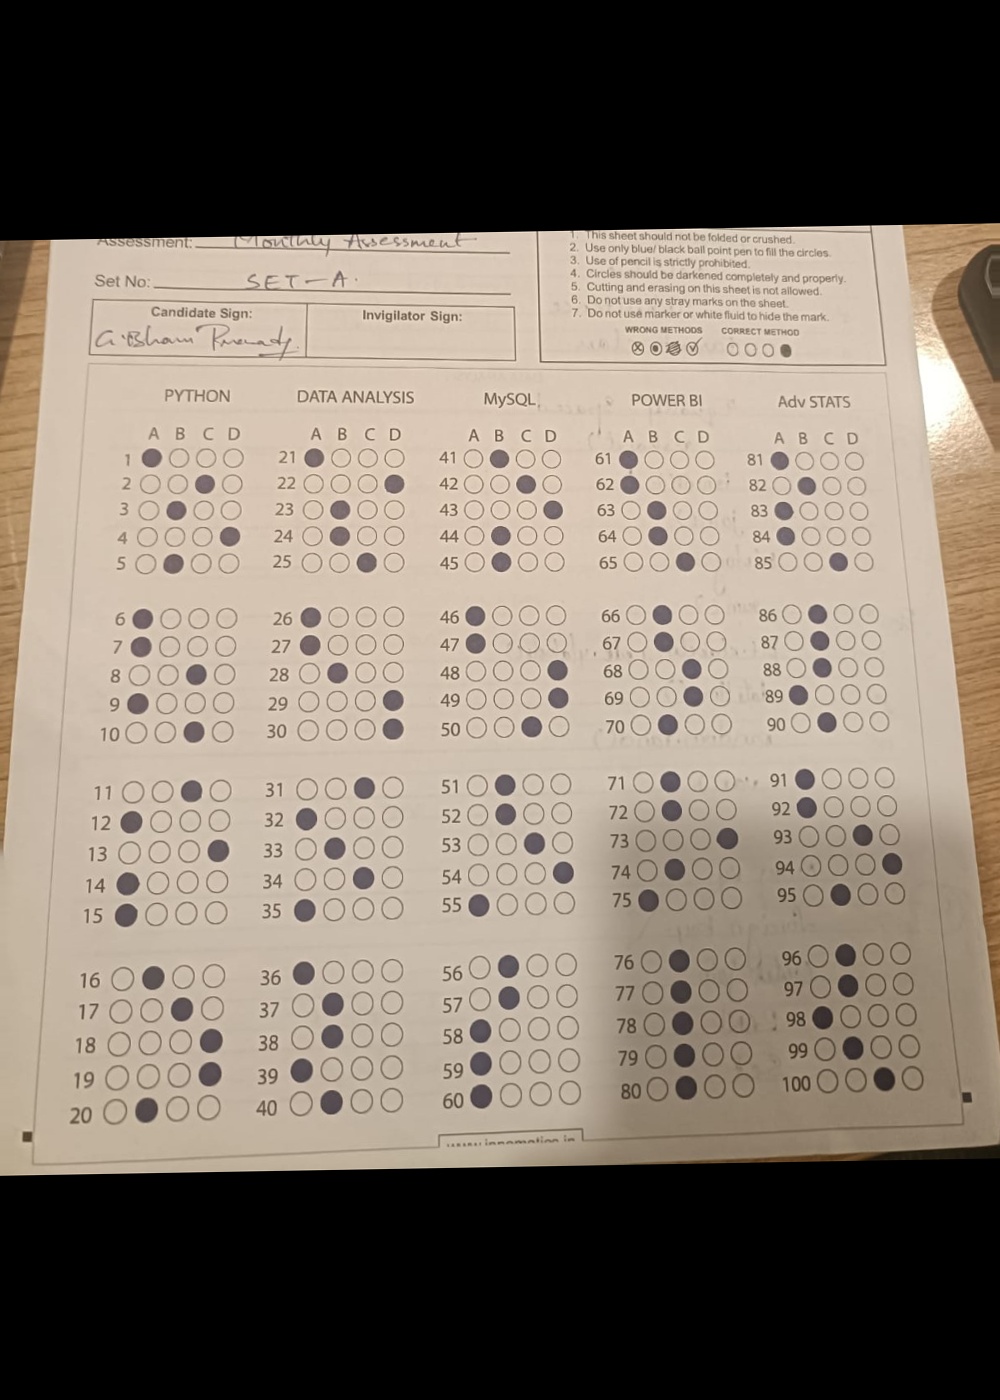 Assessment: Monthly Assessment
Set No: SET-A.
Candidate Sign:
Invigilator Sign:
1. This sheet should not be folded or crushed.
2. Use only blue/ black ball point pen to fill the circles.
3. Use of pencil is strictly prohibited.
4. Circles should be darkened completely and properly.
5. Cutting and erasing on this sheet is not allowed.
6. Do not use any stray marks on the sheet.
7. Do not use marker or white fluid to hide the mark.
WRONG METHODS CORRECT METHOD
PYTHON DATA ANALYSIS MySQL POWER BI Adv STATS
A B C D A B C D A B C D A B C D A B C D
1 21 41 61 81
2 22 42 62 82
3 23 43 63 83
4 24 44 64 84
5 25 45 65 85
6 26 46 66 86
7 27 47 67 87
8 28 48 68 88
9 29 49 69 89
10 30 50 70 90
11 31 51 71 91
12 32 52 72 92
13 33 53 73 93
14 34 54 74 94
15 35 55 75 95
16 36 56 76 96
17 37 57 77 97
18 38 58 78 98
19 39 59 79 99
20 40 60 80 100